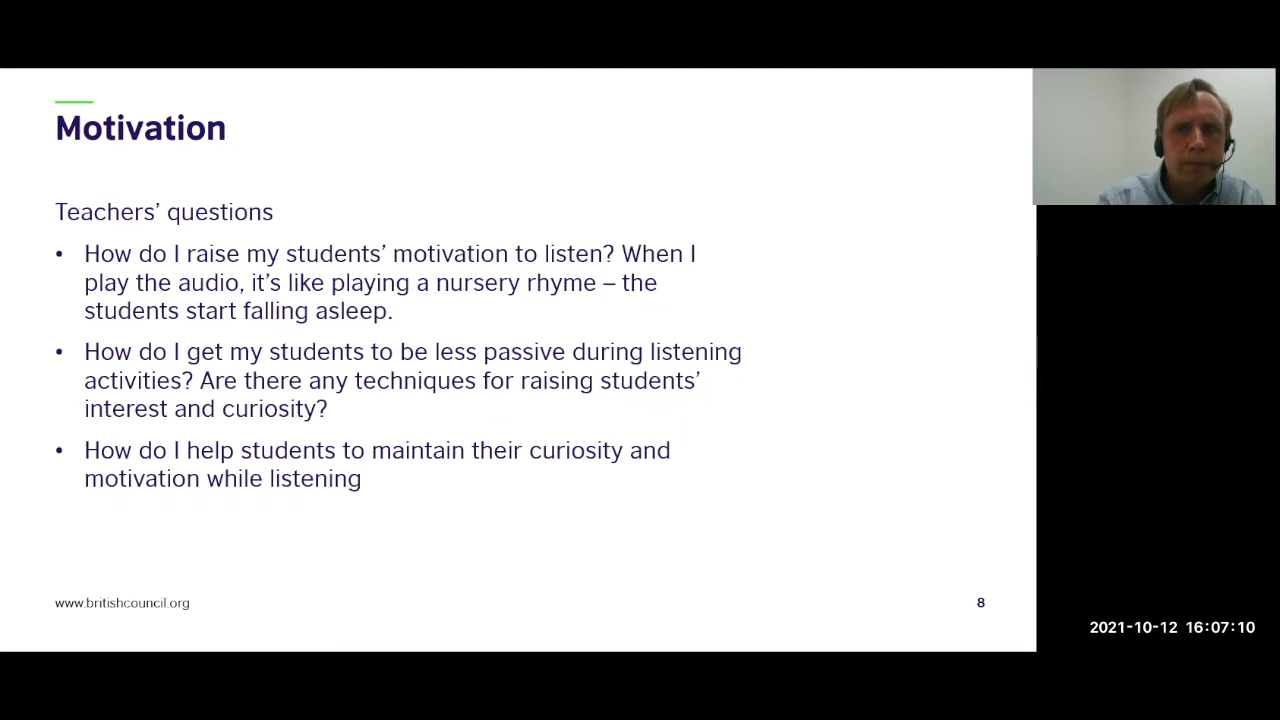 Motivation
Teachers’ questions
• How do I raise my students’ motivation to listen? When I
play the audio, it’s like playing a nursery rhyme – the
students start falling asleep.
• How do I get my students to be less passive during listening
activities? Are there any techniques for raising students’
interest and curiosity?
• How do I help students to maintain their curiosity and
motivation while listening
www.britishcouncil.org
8
2021-10-12 16:07:10